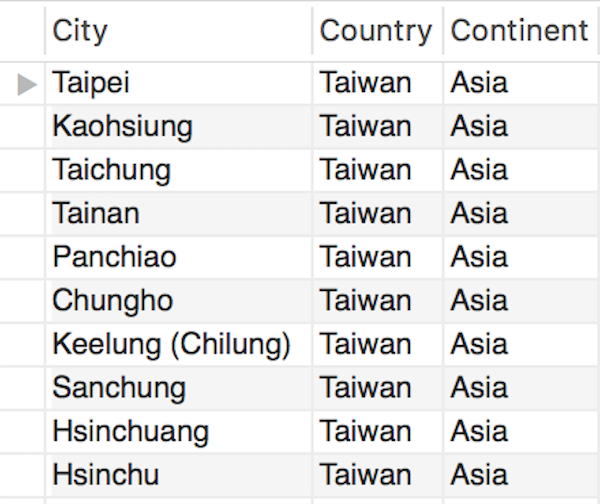 City Country Continent
Taipei Taiwan Asia
Kaohsiung Taiwan Asia
Taichung Taiwan Asia
Tainan Taiwan Asia
Panchiao Taiwan Asia
Chungho Taiwan Asia
Keelung (Chilung) Taiwan Asia
Sanchung Taiwan Asia
Hsinchuang Taiwan Asia
Hsinchu Taiwan Asia